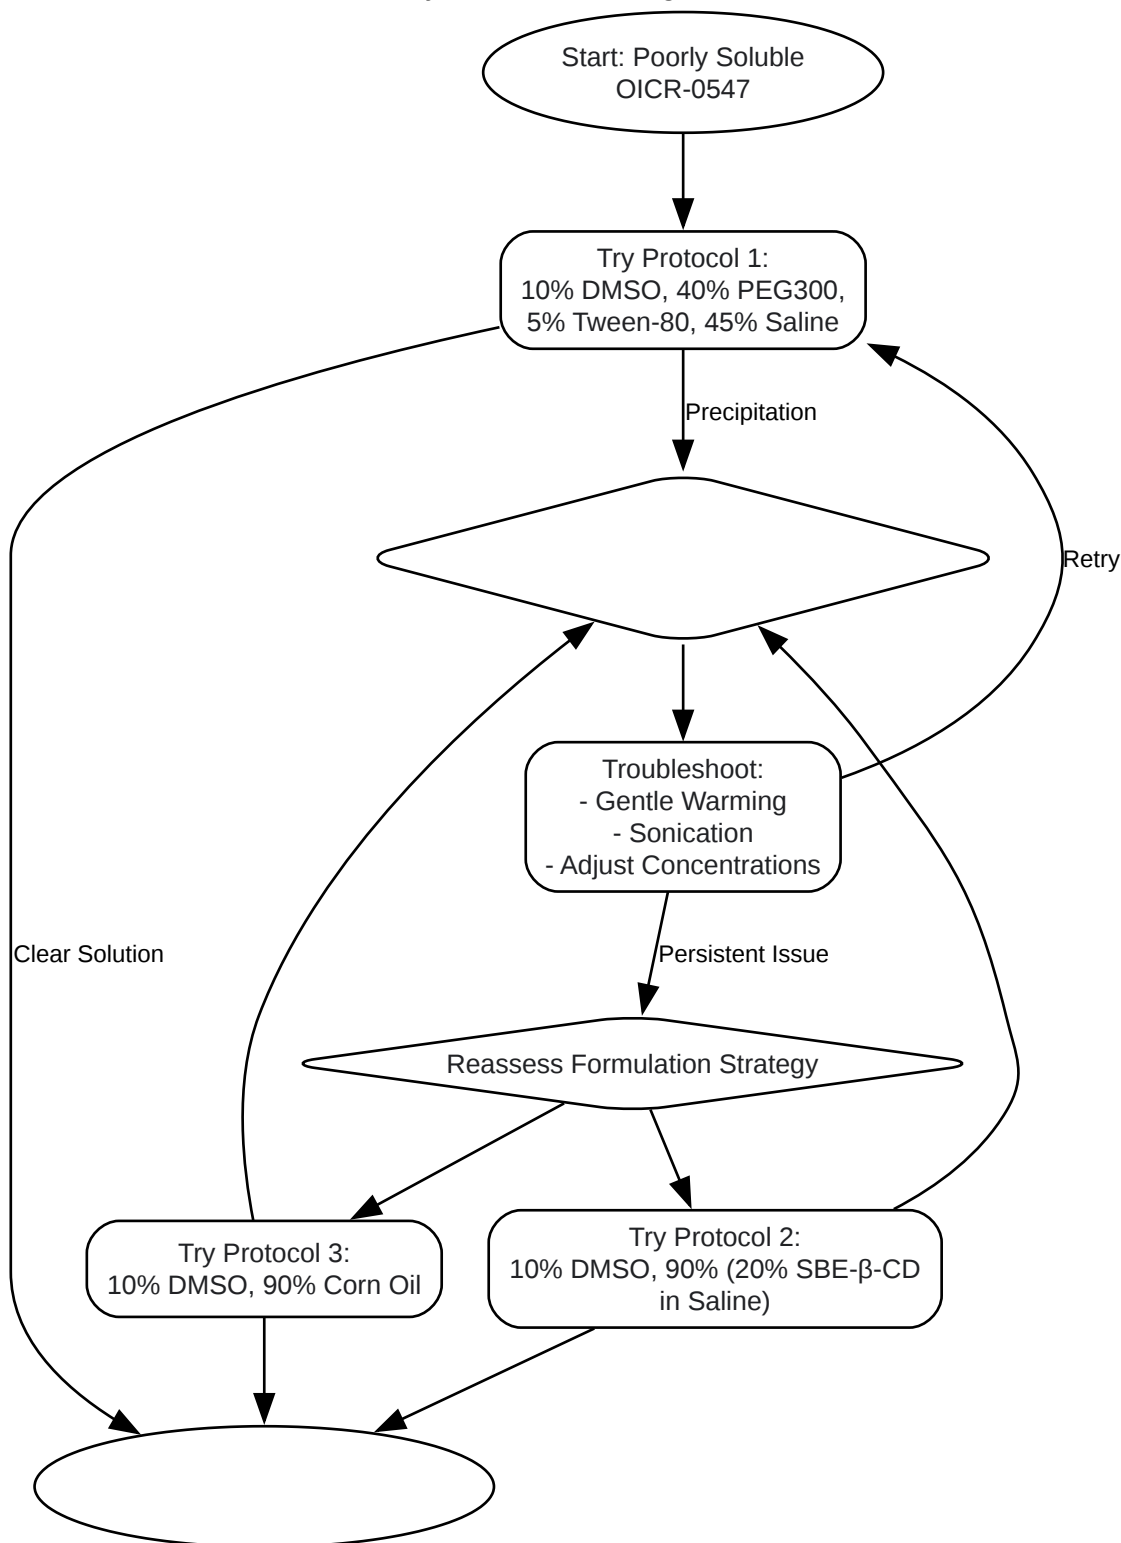 Start: Poorly Soluble
OICR-0547
Try Protocol 1:
10% DMSO, 40% PEG300,
5% Tween-80, 45% Saline
Precipitation
Retry
Troubleshoot:
- Gentle Warming
- Sonication
- Adjust Concentrations
Clear Solution
Persistent Issue
Reassess Formulation Strategy
Try Protocol 3:
10% DMSO, 90% Corn Oil
Try Protocol 2:
10% DMSO, 90% (20% SBE-β-CD
in Saline)